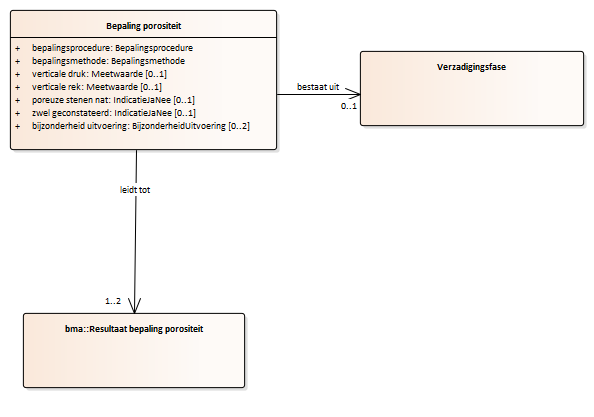 Bepaling porositeit
+ bepalingsprocedure: Bepalingsprocedure
+ bepalingsmethode: Bepalingsmethode
+ verticale druk: Meetwaarde [0..1]
+ verticale rek: Meetwaarde [0..1]
+ poreuze stenen nat: IndicatieJaNee [0..1]
+ zwel geconstateerd: IndicatieJaNee [0..1]
+ bijzonderheid uitvoering: BijzonderheidUitvoering [0..2]
bestaat uit
0..1
Verzadigingsfase
leidt tot
1..2
bma::Resultaat bepaling porositeit